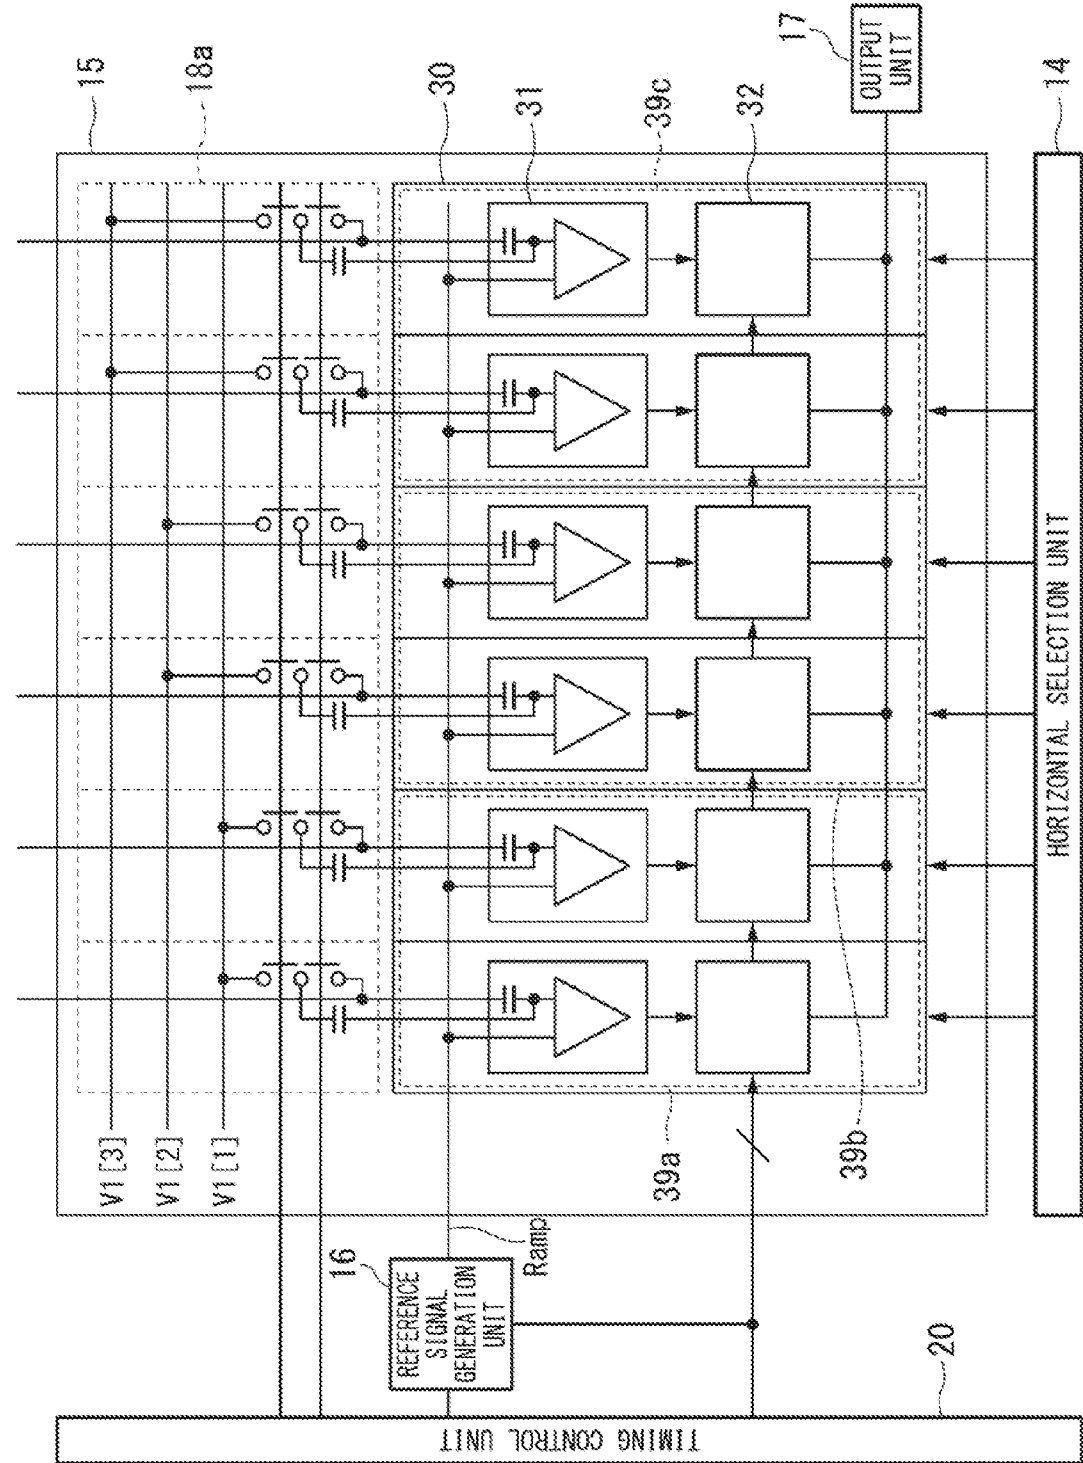 15
18a
30
31
39c
32
17
OUTPUT
UNIT
14
HORIZONTAL SELECTION UNIT
V1[3]
V1[2]
V1[1]
39a
39b
Ramp
16
REFERENCE
SIGNAL
GENERATION
UNIT
20
TIMING CONTROL UNIT